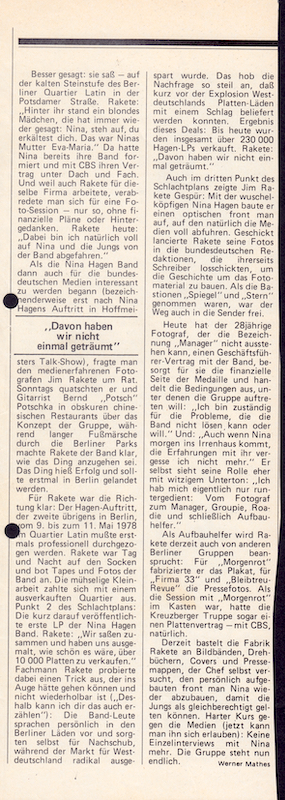 Besser gesagt: sie saß – auf
der kalten Steinstufe des Ber-
liner Quartier Latin in der
Potsdamer Straße. Rakete:
„Hinter ihr stand ein blondes
Mädchen, die hat immer wie-
der gesagt: Nina, steh auf, du
erkältest dich. Das war Ninas
Mutter Eva-Maria.“ Da hatte
Nina bereits ihre Band for-
miert und mit CBS ihren Ver-
trag unter Dach und Fach.
Und weil auch Rakete für die-
selbe Firma arbeitete, verab-
redete man sich für eine Fo-
to-Session – nur so, ohne fi-
nanzielle Pläne oder Hinter-
gedanken. Rakete heute:
„Dabei bin ich natürlich voll
auf Nina und die Jungs von
der Band abgefahren.“
Als die Nina Hagen Band
dann auch für die bundes-
deutschen Medien interessant
zu werden begann (bezeich-
nenderweise erst nach Nina
Hagens Auftritt in Hoffmei-
„Davon haben
wir nicht
einmal geträumt“
sters Talk-Show), fragte man
den medienerfahrenen Foto-
grafen Jim Rakete um Rat.
Sonntags quatschten er und
Gitarrist Bernd „Potsch“
Potschka in obskuren chine-
sischen Restaurants über das
Konzept der Gruppe, wäh-
rend langer Fußmärsche
durch die Berliner Parks
machte Rakete der Band klar,
wie das Ding anzugehen sei.
Das Ding hieß Erfolg und soll-
te erstmal in Berlin gelandet
werden.
Für Rakete war die Rich-
tung klar: Der Hagen-Auftritt,
der zweite übrigens in Berlin,
vom 9. bis zum 11. Mai 1978
im Quartier Latin mußte erst-
mals professionell durchgezo-
gen werden. Rakete war Tag
und Nacht auf den Socken
und bot Tapes und Fotos der
Band an. Die mühselige Klein-
arbeit zahlte sich mit einem
ausverkauften Quartier aus.
Punkt 2 des Schlachtplans:
Die kurz darauf veröffentlich-
te erste LP der Nina Hagen
Band. Rakete: „Wir saßen zu-
sammen und haben uns ausge-
malt, wie schön es wäre, über
10 000 Platten zu verkaufen.“
Fachmann Rakete probierte
dabei einen Trick aus, der ins
Auge hätte gehen können und
nicht wiederholbar ist („Des-
halb kann ich dir das auch er-
zählen“): Die Band-Leute
sprachen persönlich in den
Berliner Läden vor und sorg-
ten selbst für Nachschub,
während der Markt für West-
deutschland radikal ausge-
spart wurde. Das hob die
Nachfrage so steil an, daß
kurz vor der Explosion West-
deutschlands Platten-Läden
mit einem Schlag beliefert
werden konnten. Ergebnis
dieses Deals: Bis heute wur-
den insgesamt über 230 000
Hagen-LPs verkauft. Rakete:
„Davon haben wir nicht ein-
mal geträumt.“
Auch im dritten Punkt des
Schlachtplans zeigte Jim Ra-
kete Gespür: Mit der wuschel-
köpfigen Nina Hagen baute er
einen optischen front man
auf, auf den natürlich die Me-
dien voll abfuhren. Geschickt
lancierte Rakete seine Fotos
in die bundesdeutschen Re-
daktionen, die ihrerseits
Schreiber losschickten, um
die Geschichte um das Foto-
material zu bauen. Als die Ba-
stionen „Spiegel“ und „Stern“
genommen waren, war der
Weg auch in die Sender frei.
Heute hat der 28jährige
Fotograf, der die Bezeich-
nung „Manager“ nicht ausste-
hen kann, einen Geschäftsfüh-
rer-Vertrag mit der Band, be-
sorgt für sie die finanzielle
Seite der Medaille und han-
delt die Bedingungen aus, un-
ter denen die Gruppe auftre-
ten will: „Ich bin zuständig
für die Probleme, die die
Band nicht lösen kann oder
will.“ Und: „Auch wenn Nina
morgen ins Irrenhaus kommt,
die Erfahrungen mit ihr ver-
gesse ich nicht mehr.“ Er
selbst sieht seine Rolle eher
mit witzigem Unterton: „Ich
hab mich eigentlich nur run-
tergedient: Vom Fotograf
zum Manager, Groupie, Roa-
die und schließlich Aufbau-
helfer.“
Als Aufbauhelfer wird Ra-
kete derzeit auch von anderen
Berliner Gruppen bean-
sprucht: Für „Morgenrot“
fabrizierte er das Plakat, für
„Firma 33“ und „Bleibtreu-
Revue“ die Pressefotos. Als
die Session mit „Morgenrot“
im Kasten war, hatte die
Kreuzberger Truppe sogar ei-
nen Plattenvertrag – mit CBS,
natürlich.
Derzeit bastelt die Fabrik
Rakete an Bildbänden, Dreh-
büchern, Covers und Presse-
mappen, der Chef selbst ver-
sucht, den persönlich aufge-
bauten front man Nina wie-
der abzubauen, damit die
Jungs als gleichberechtigt gel-
ten können. Harter Kurs ge-
gen die Medien (jetzt kann
man ihn sich erlauben): Keine
Einzelinterviews mit Nina
mehr. Die Gruppe steht nun
endlich.
Werner Mathes